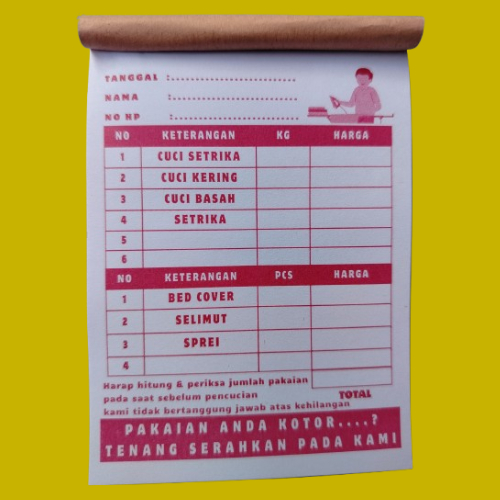 TANGGAL :..............................
NAMA :..............................
NO HP :..............................
NO KETERANGAN KG HARGA
1 CUCI SETRIKA
2 CUCI KERING
3 CUCI BASAH
4 SETRIKA
5
6
NO KETERANGAN PCS HARGA
1 BED COVER
2 SELIMUT
3 SPREI
4
Harap hitung & periksa jumlah pakaian
pada saat sebelum pencucian
TOTAL
kami tidak bertanggung jawab atas kehilangan
PAKAIAN ANDA KOTOR....?
TENANG SERAHKAN PADA KAMI